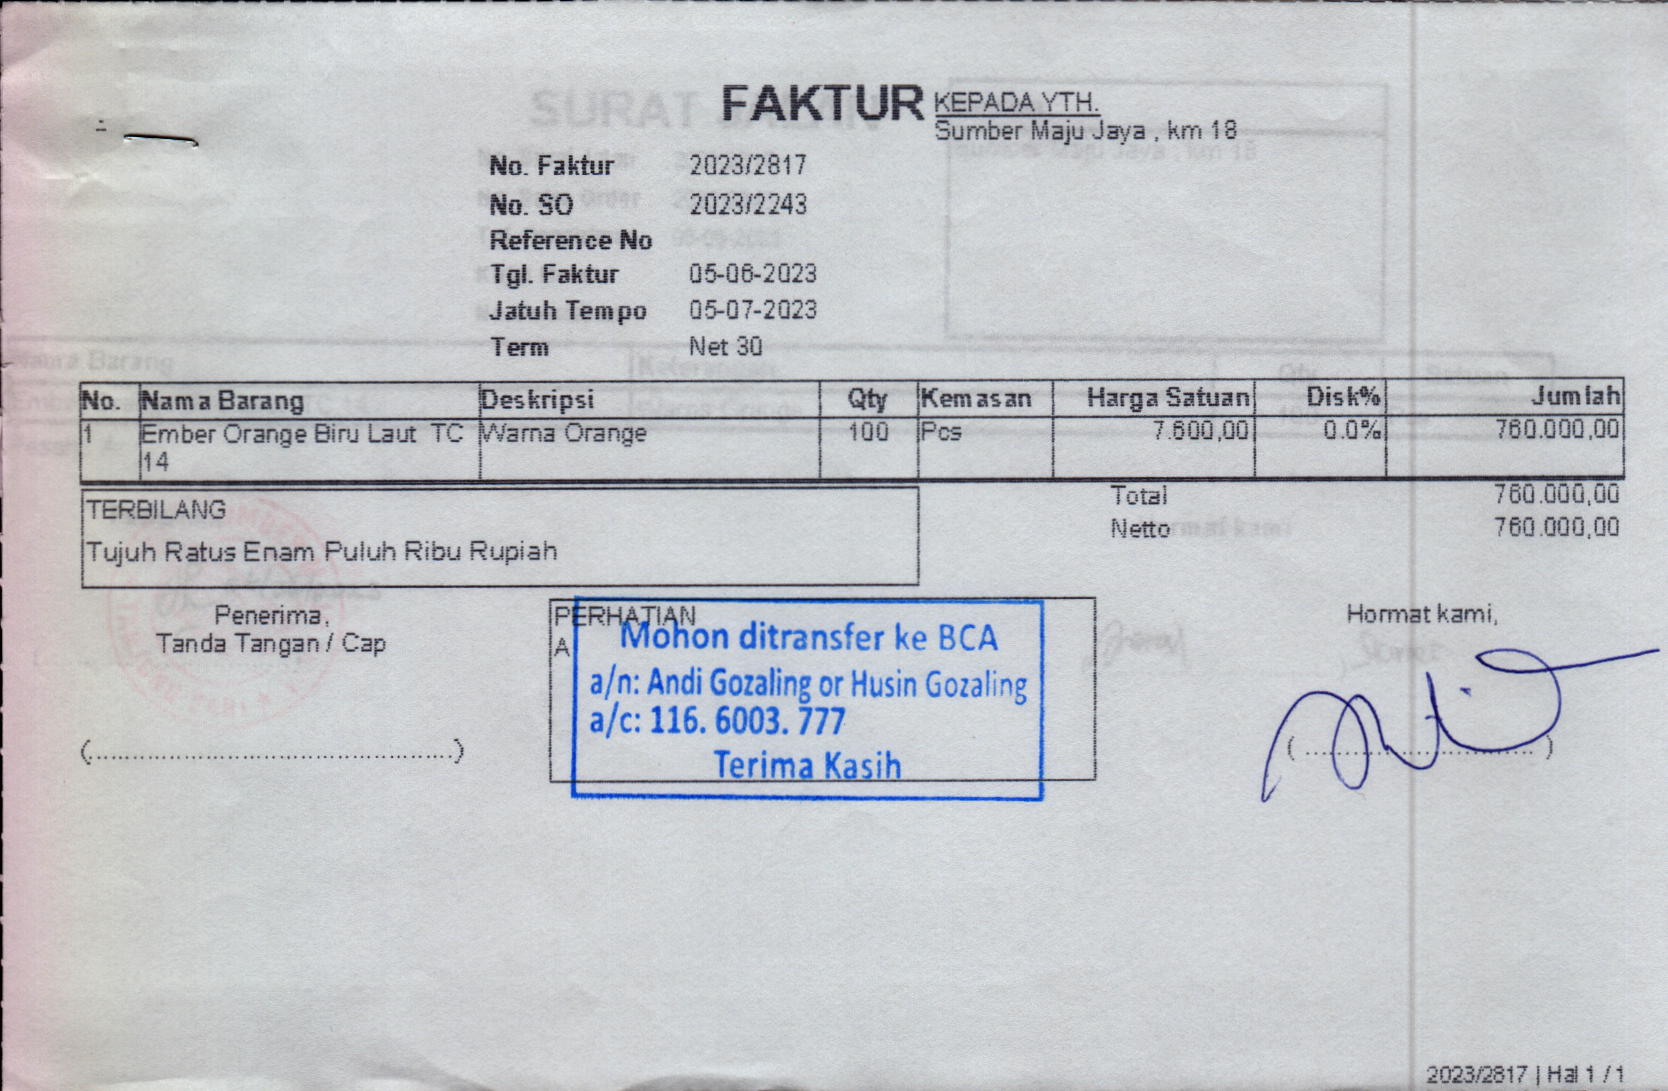 FAKTUR
KEPADA YTH.
Sumber Maju Jaya , km 18
No. Faktur 2023/2817
No. SO 2023/2243
Reference No
Tgl. Faktur 05-06-2023
Jatuh Tempo 05-07-2023
Term Net 30
No. Nama Barang Deskripsi Qty Kemasan Harga Satuan Disk% Jumlah
1 Ember Orange Biru Laut TC Warna Orange 100 Pcs 7.600,00 0.0% 760.000,00
14
Total 760.000,00
TERBILANG
Netto 760.000,00
Tujuh Ratus Enam Puluh Ribu Rupiah
Penerima,
Tanda Tangan / Cap
(............................................)
PERHATIAN
A
Mohon ditransfer ke BCA
a/n: Andi Gozaling or Husin Gozaling
a/c: 116. 6003. 777
Terima Kasih
Hormat kami,
(................................)
2023/2817 | Hal 1 / 1